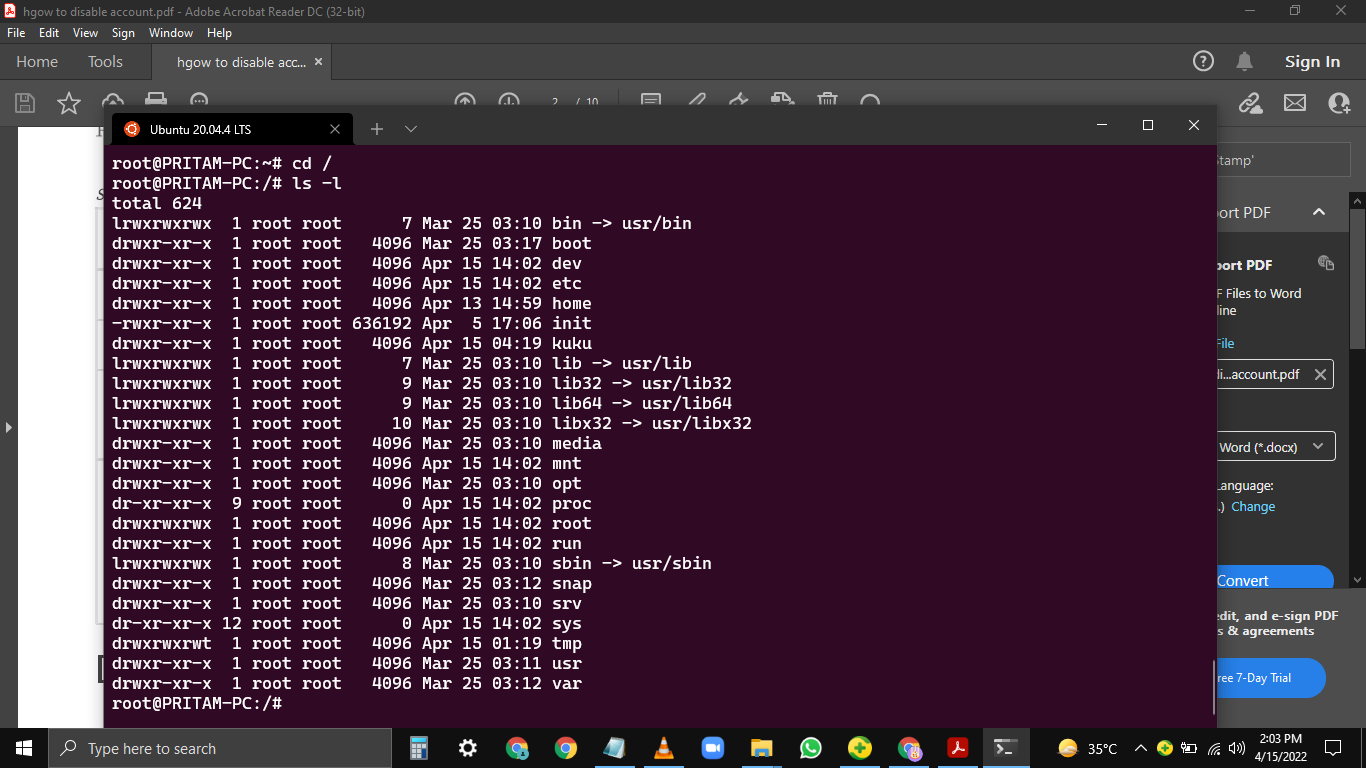 hgow to disable account.pdf - Adobe Acrobat Reader DC (32-bit)
File Edit View Sign Window Help
Home Tools hgow to disable acc... × Sign In
2 / 10
Ubuntu 20.04.4 LTS
Stamp'
root@PRITAM-PC:~# cd /
root@PRITAM-PC:/# ls -l
total 624
lrwxrwxrwx 1 root root 7 Mar 25 03:10 bin -> usr/bin
drwxr-xr-x 1 root root 4096 Mar 25 03:17 boot
drwxr-xr-x 1 root root 4096 Apr 15 14:02 dev
drwxr-xr-x 1 root root 4096 Apr 15 14:02 etc
drwxr-xr-x 1 root root 4096 Apr 13 14:59 home
-rwxr-xr-x 1 root root 636192 Apr 5 17:06 init
drwxr-xr-x 1 root root 4096 Apr 15 04:19 kuku
lrwxrwxrwx 1 root root 7 Mar 25 03:10 lib -> usr/lib
lrwxrwxrwx 1 root root 9 Mar 25 03:10 lib32 -> usr/lib32
lrwxrwxrwx 1 root root 9 Mar 25 03:10 lib64 -> usr/lib64
lrwxrwxrwx 1 root root 10 Mar 25 03:10 libx32 -> usr/libx32
drwxr-xr-x 1 root root 4096 Mar 25 03:10 media
drwxr-xr-x 1 root root 4096 Apr 15 14:02 mnt
drwxr-xr-x 1 root root 4096 Mar 25 03:10 opt
dr-xr-xr-x 9 root root 0 Apr 15 14:02 proc
drwxrwxrwx 1 root root 4096 Apr 15 14:02 root
drwxr-xr-x 1 root root 4096 Apr 15 14:02 run
lrwxrwxrwx 1 root root 8 Mar 25 03:10 sbin -> usr/sbin
drwxr-xr-x 1 root root 4096 Mar 25 03:12 snap
drwxr-xr-x 1 root root 4096 Mar 25 03:10 srv
dr-xr-xr-x 12 root root 0 Apr 15 14:02 sys
drwxrwxrwt 1 root root 4096 Apr 15 01:19 tmp
drwxr-xr-x 1 root root 4096 Mar 25 03:11 usr
drwxr-xr-x 1 root root 4096 Mar 25 03:12 var
root@PRITAM-PC:/#
ort PDF
port PDF
F Files to Word
line
File
di...account.pdf
Word (*.docx)
Language:
.) Change
Convert
edit, and e-sign PDF
s & agreements
ree 7-Day Trial
Type here to search
35°C
2:03 PM
4/15/2022